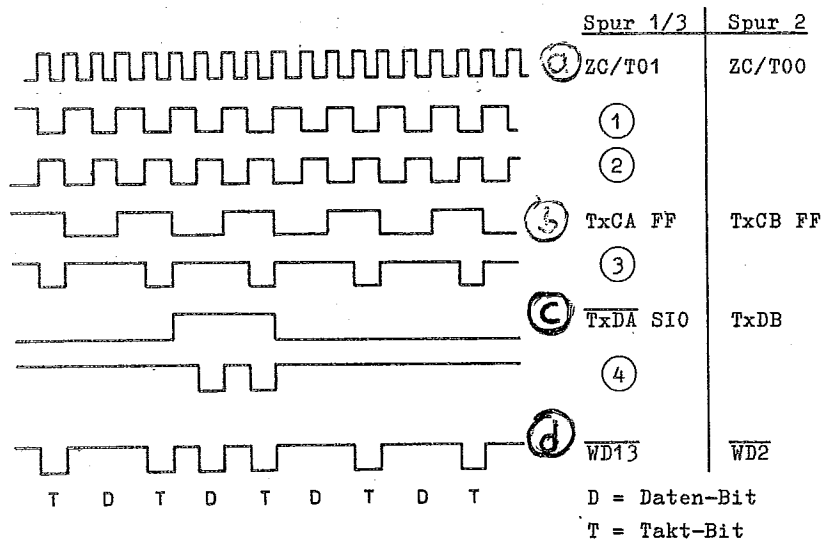 Spur 1/3 Spur 2
a ZC/T01 ZC/T00
1
2
b TxCA FF TxCB FF
3
c TxDA SIO TxDB
4
d WD13 WD2
T D T D T D T D T
D = Daten-Bit
T = Takt-Bit